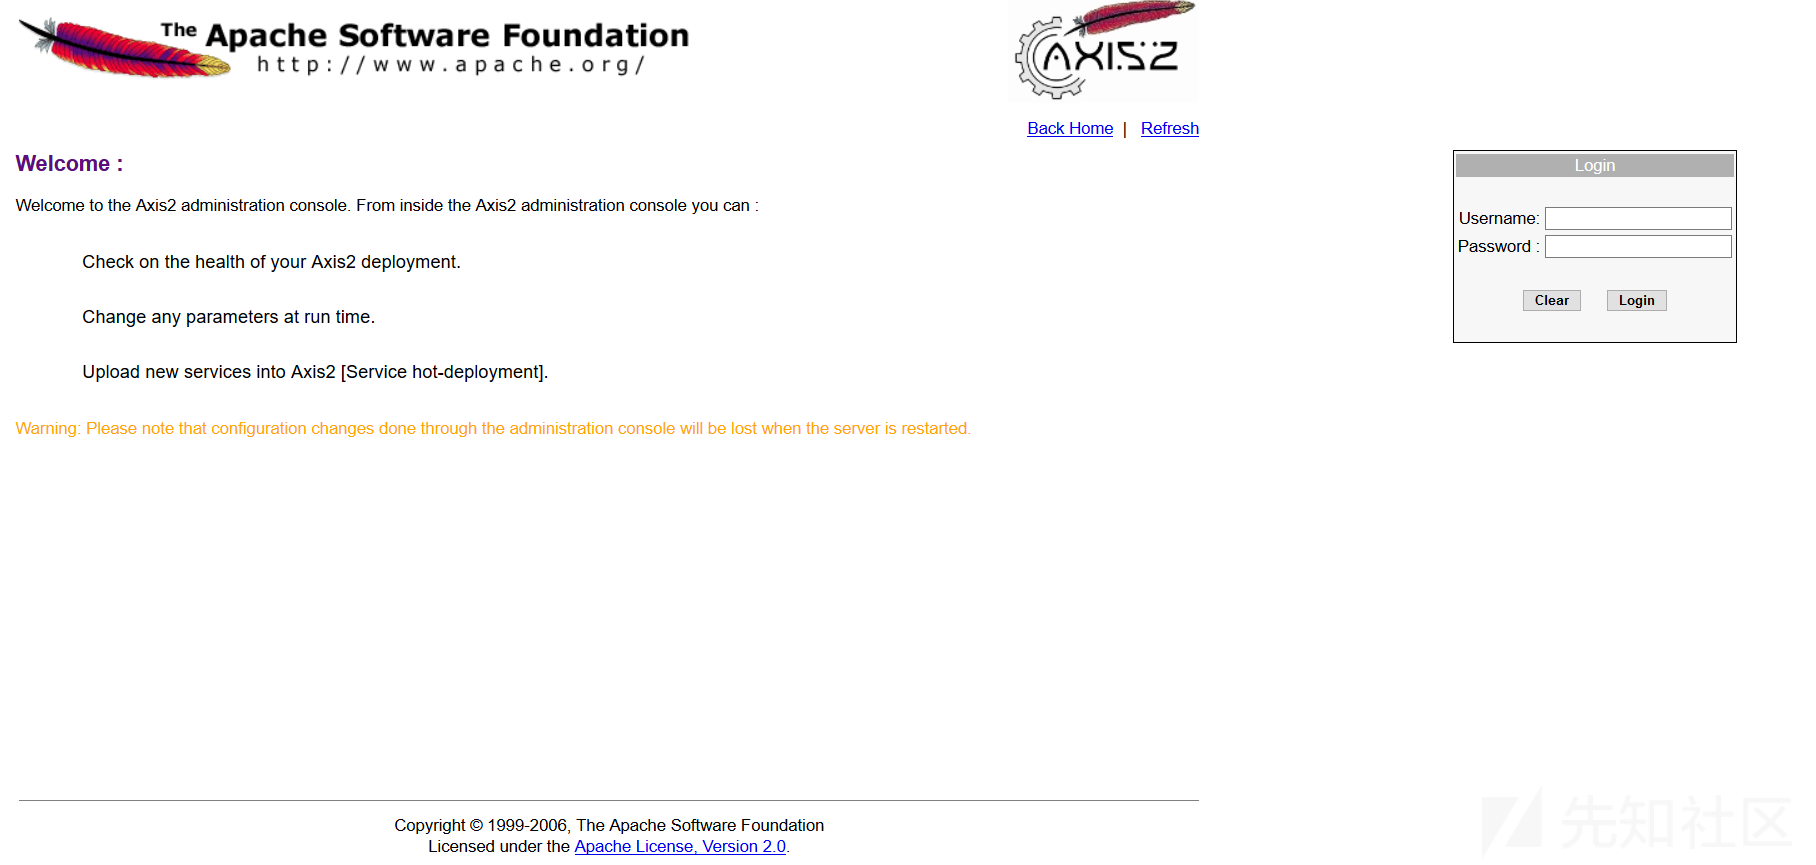 The Apache Software Foundation
http://www.apache.org/
AXIS2
Back Home | Refresh
Welcome :
Login
Welcome to the Axis2 administration console. From inside the Axis2 administration console you can :
Username:
Password :
Check on the health of your Axis2 deployment.
Clear Login
Change any parameters at run time.
Upload new services into Axis2 [Service hot-deployment].
Warning: Please note that configuration changes done through the administration console will be lost when the server is restarted.
Copyright © 1999-2006, The Apache Software Foundation
Licensed under the Apache License, Version 2.0.
先知社区